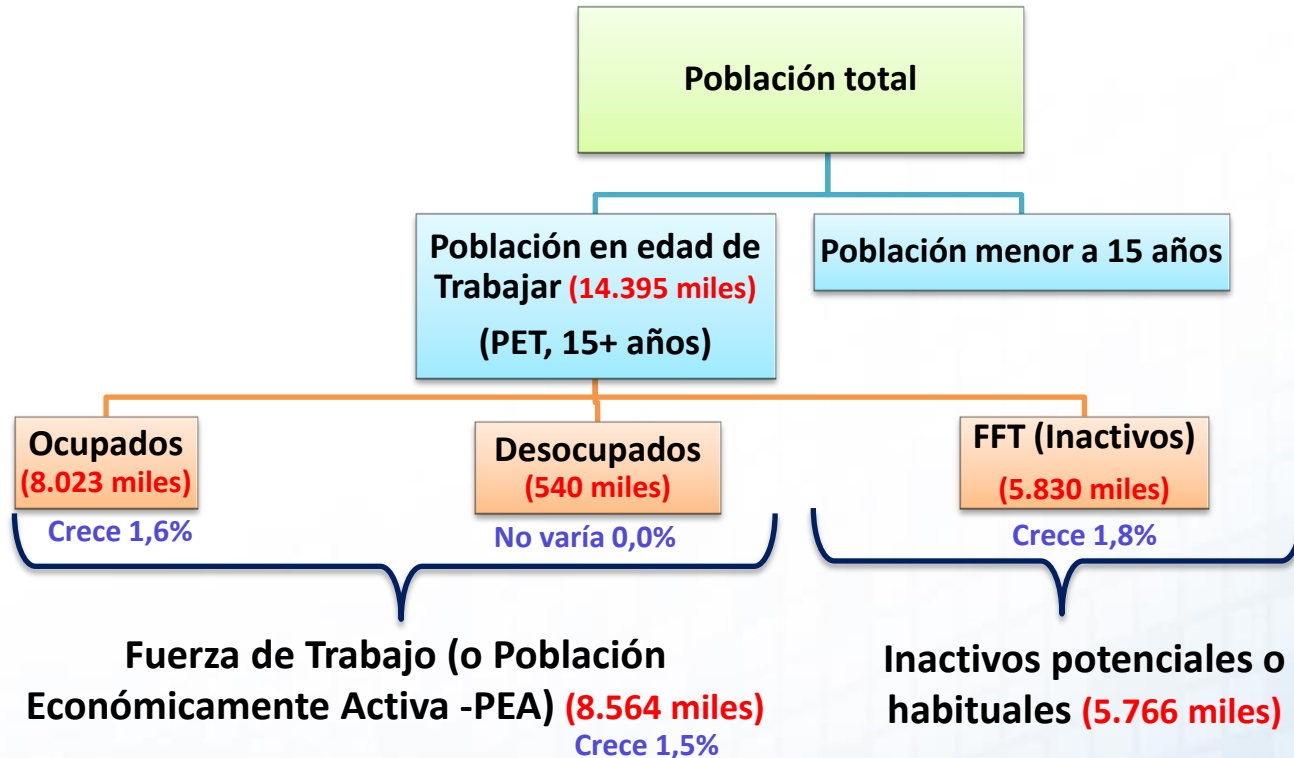 Población total
Población en edad de
Trabajar (14.395 miles)
(PET, 15+ años)
Población menor a 15 años
Ocupados
(8.023 miles)
Crece 1,6%
Desocupados
(540 miles)
No varía 0,0%
FFT (Inactivos)
(5.830 miles)
Crece 1,8%
Fuerza de Trabajo (o Población
Económicamente Activa -PEA) (8.564 miles)
Crece 1,5%
Inactivos potenciales o
habituales (5.766 miles)